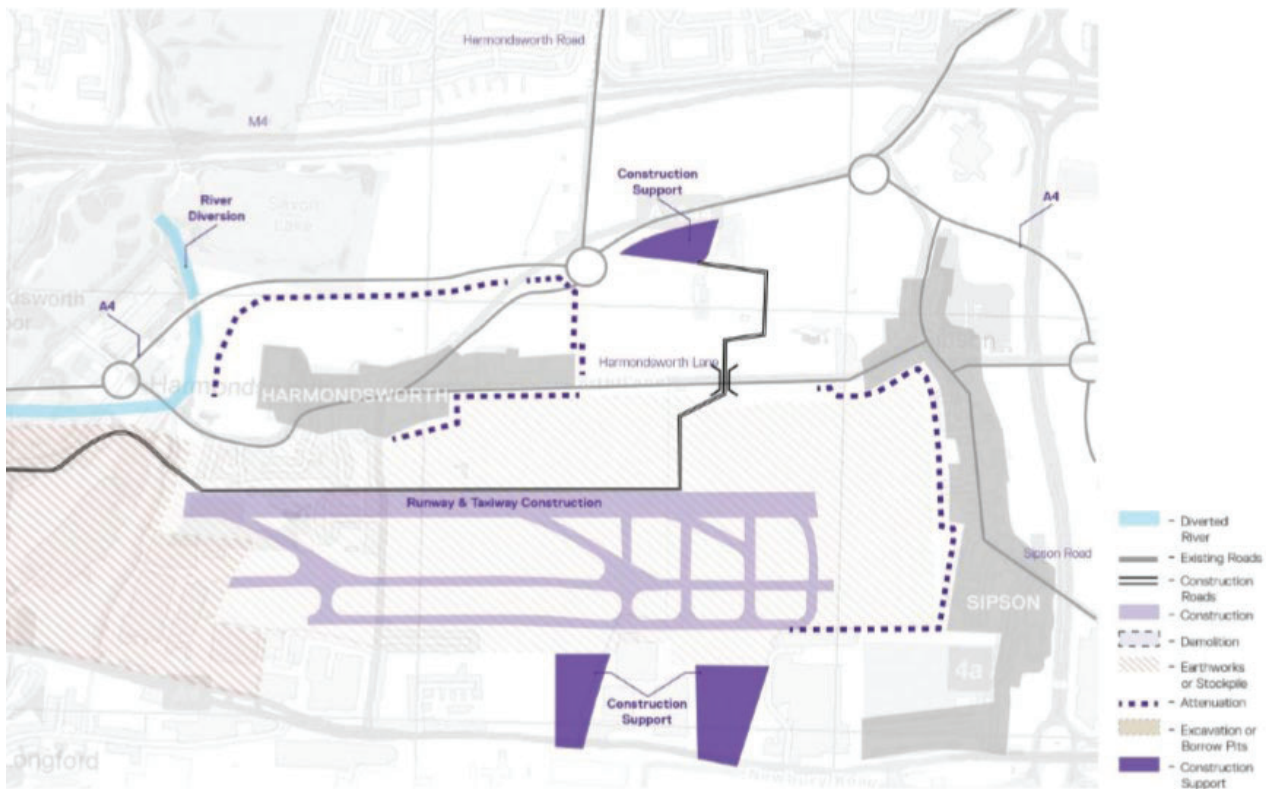 Harmondsworth Road
M4
Construction
Support
River
Diversion
A4
A4
Harmondsworth Lane
HARMONDSWORTH
Runway & Taxiway Construction
Sipson Road
SIPSON
4a
Construction
Support
ongford
- Diverted
River
- Existing Roads
- Construction
Roads
- Construction
- Demolition
- Earthworks
or Stockpile
- Attenuation
- Excavation or
Borrow Pits
- Construction
Support